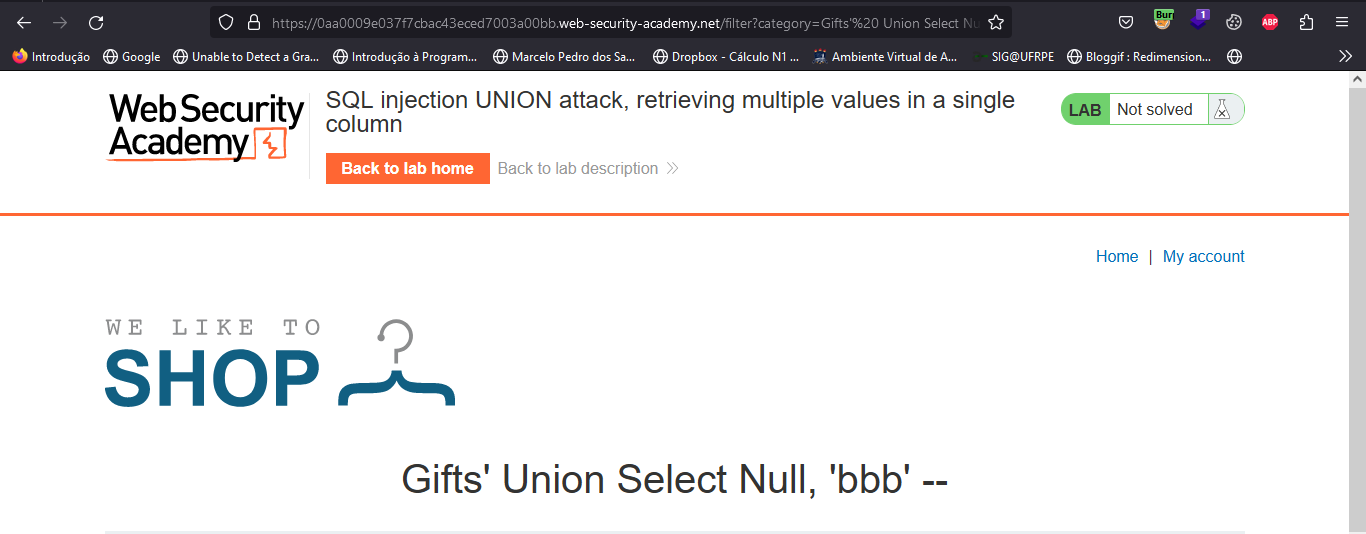 https://0aa0009e037f7cbac43eced7003a00bb.web-security-academy.net/filter?category=Gifts'%20 Union Select Nu
Bur 1 ABP
Introdução Google Unable to Detect a Gra... Introdução à Program... Marcelo Pedro dos Sa... Dropbox - Cálculo N1 ... Ambiente Virtual de A... SIG@UFRPE Bloggif : Redimension...
Web Security
Academy
SQL injection UNION attack, retrieving multiple values in a single
column
LAB Not solved
Back to lab home Back to lab description
Home | My account
WE LIKE TO
SHOP
Gifts' Union Select Null, 'bbb' --